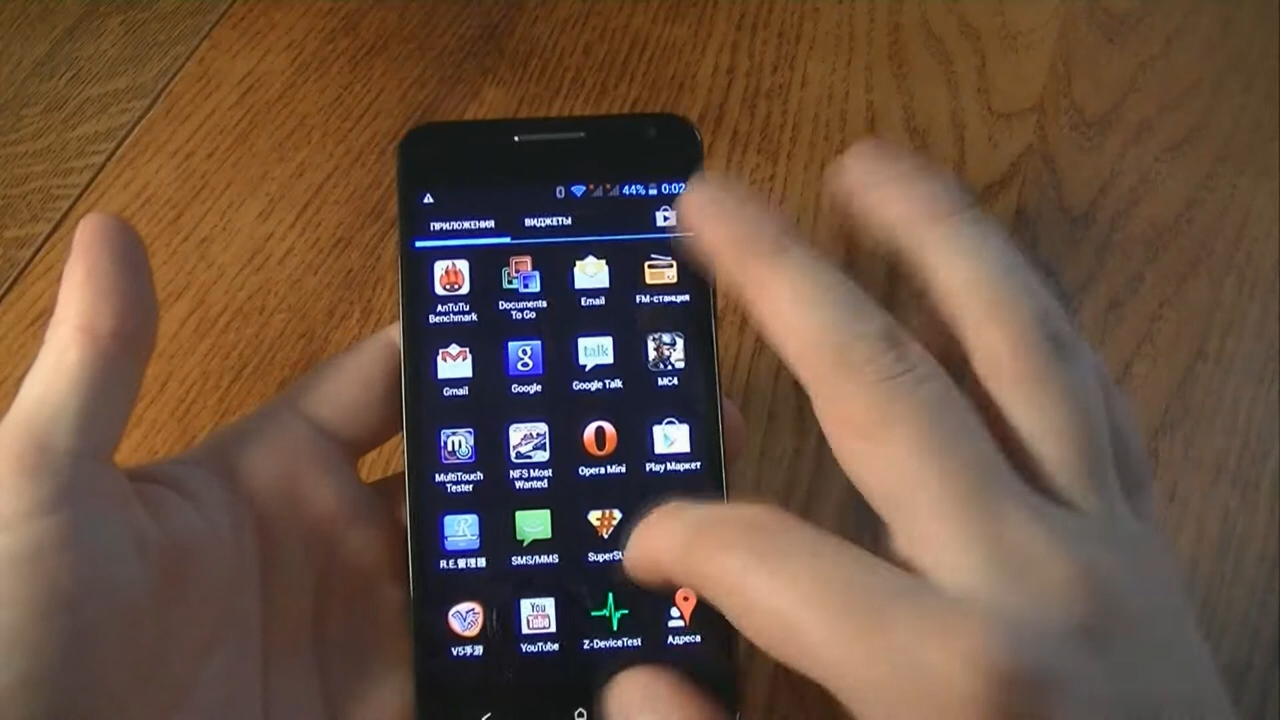 44% 0:02
ПРИЛОЖЕНИЯ ВИДЖЕТЫ
AnTuTu Benchmark
Documents To Go
Email
FM-станция
Gmail
Google
Google Talk
MC4
MultiTouch Tester
NFS Most Wanted
Opera Mini
Play Маркет
R.E.管理器
SMS/MMS
SuperSU
V5手游
YouTube
Z-DeviceTest
Адреса